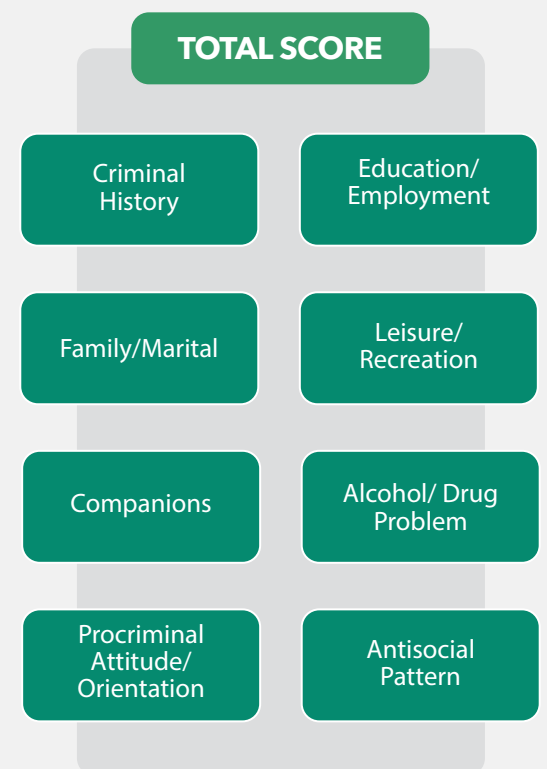 TOTAL SCORE
Criminal
History
Education/
Employment
Family/Marital
Leisure/
Recreation
Companions
Alcohol/ Drug
Problem
Procriminal
Attitude/
Orientation
Antisocial
Pattern